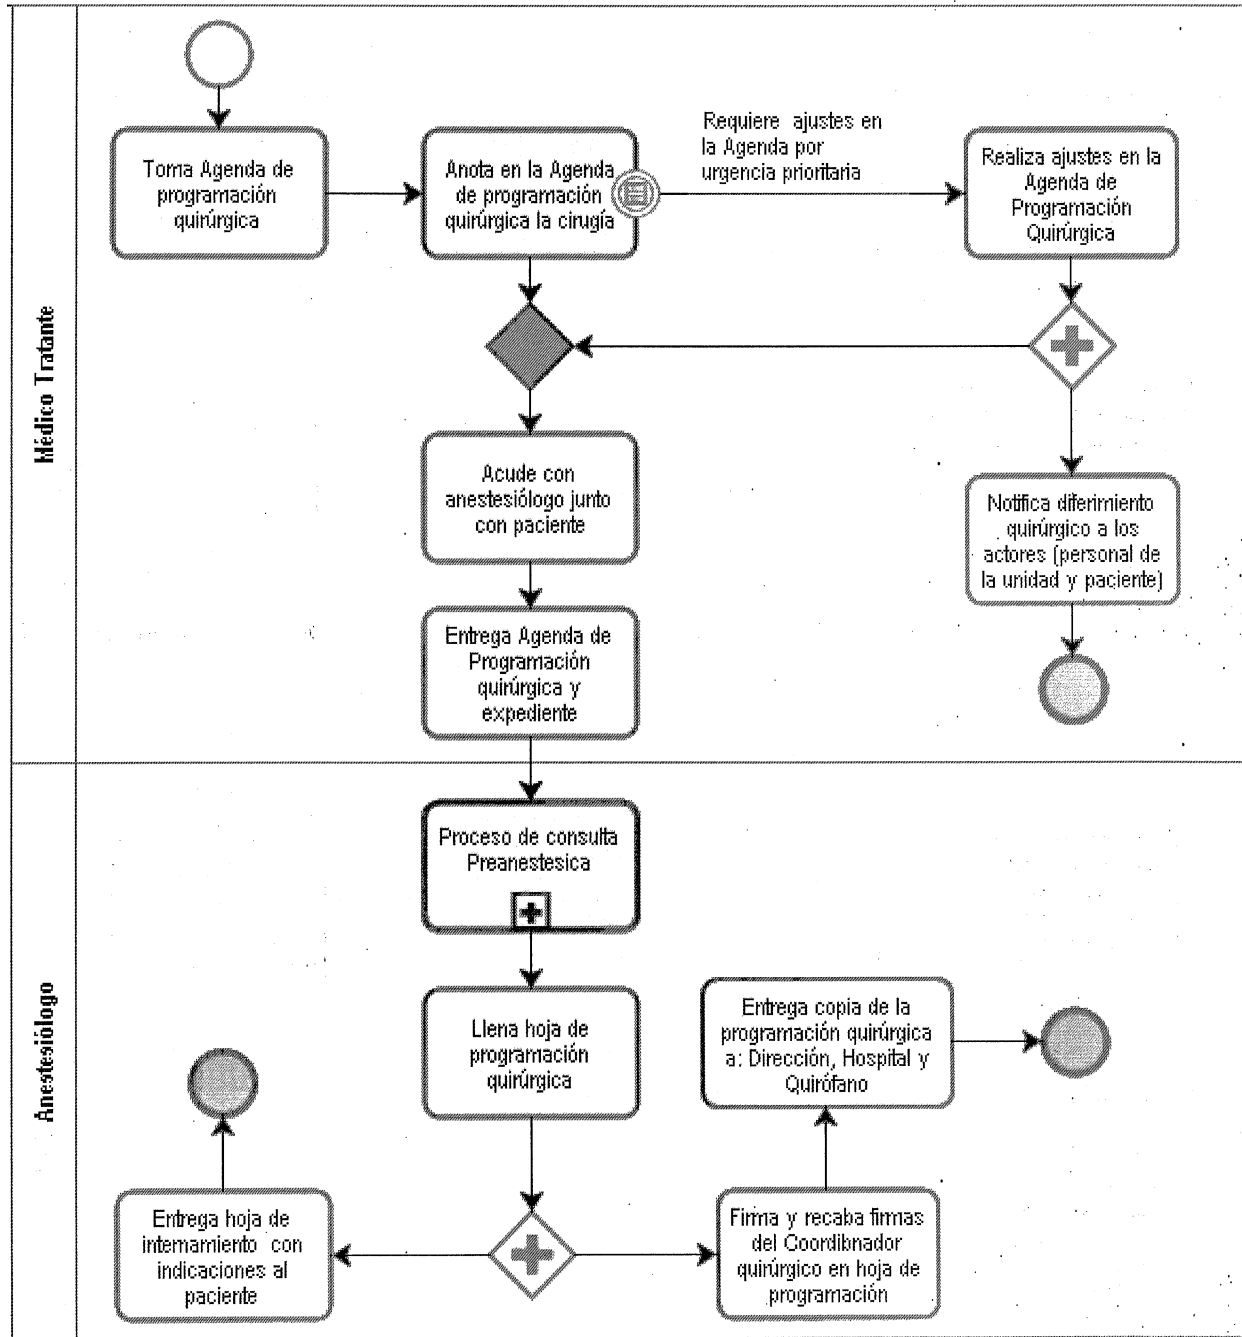 Médico Tratante
Toma Agenda de
programación
quirúrgica
Anota en la Agenda
de programación
quirúrgica la cirugía
Requiere ajustes en
la Agenda por
urgencia prioritaria
Realiza ajustes en la
Agenda de
Programación
Quirúrgica
Acude con
anestesiólogo junto
con paciente
Notifica diferimiento
quirúrgico a los
actores (personal de
la unidad y paciente)
Entrega Agenda de
Programación
quirúrgica y
expediente
Anestesiólogo
Proceso de consulta
Preanestesica
Llena hoja de
programación
quirúrgica
Entrega copia de la
programación quirúrgica
a: Dirección, Hospital y
Quirófano
Entrega hoja de
internamiento con
indicaciones al
paciente
Firma y recaba firmas
del Coordibnador
quirúrgico en hoja de
programación